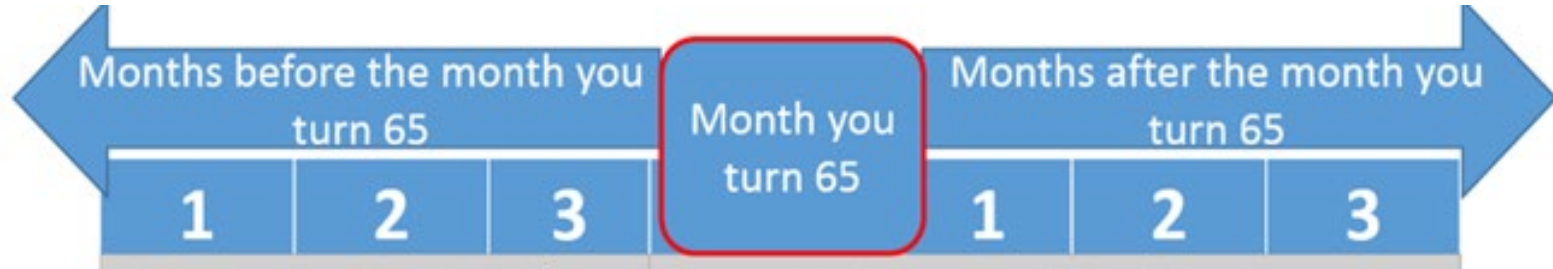 Months before the month you
turn 65
Month you
turn 65
Months after the month you
turn 65
1 2 3
1 2 3